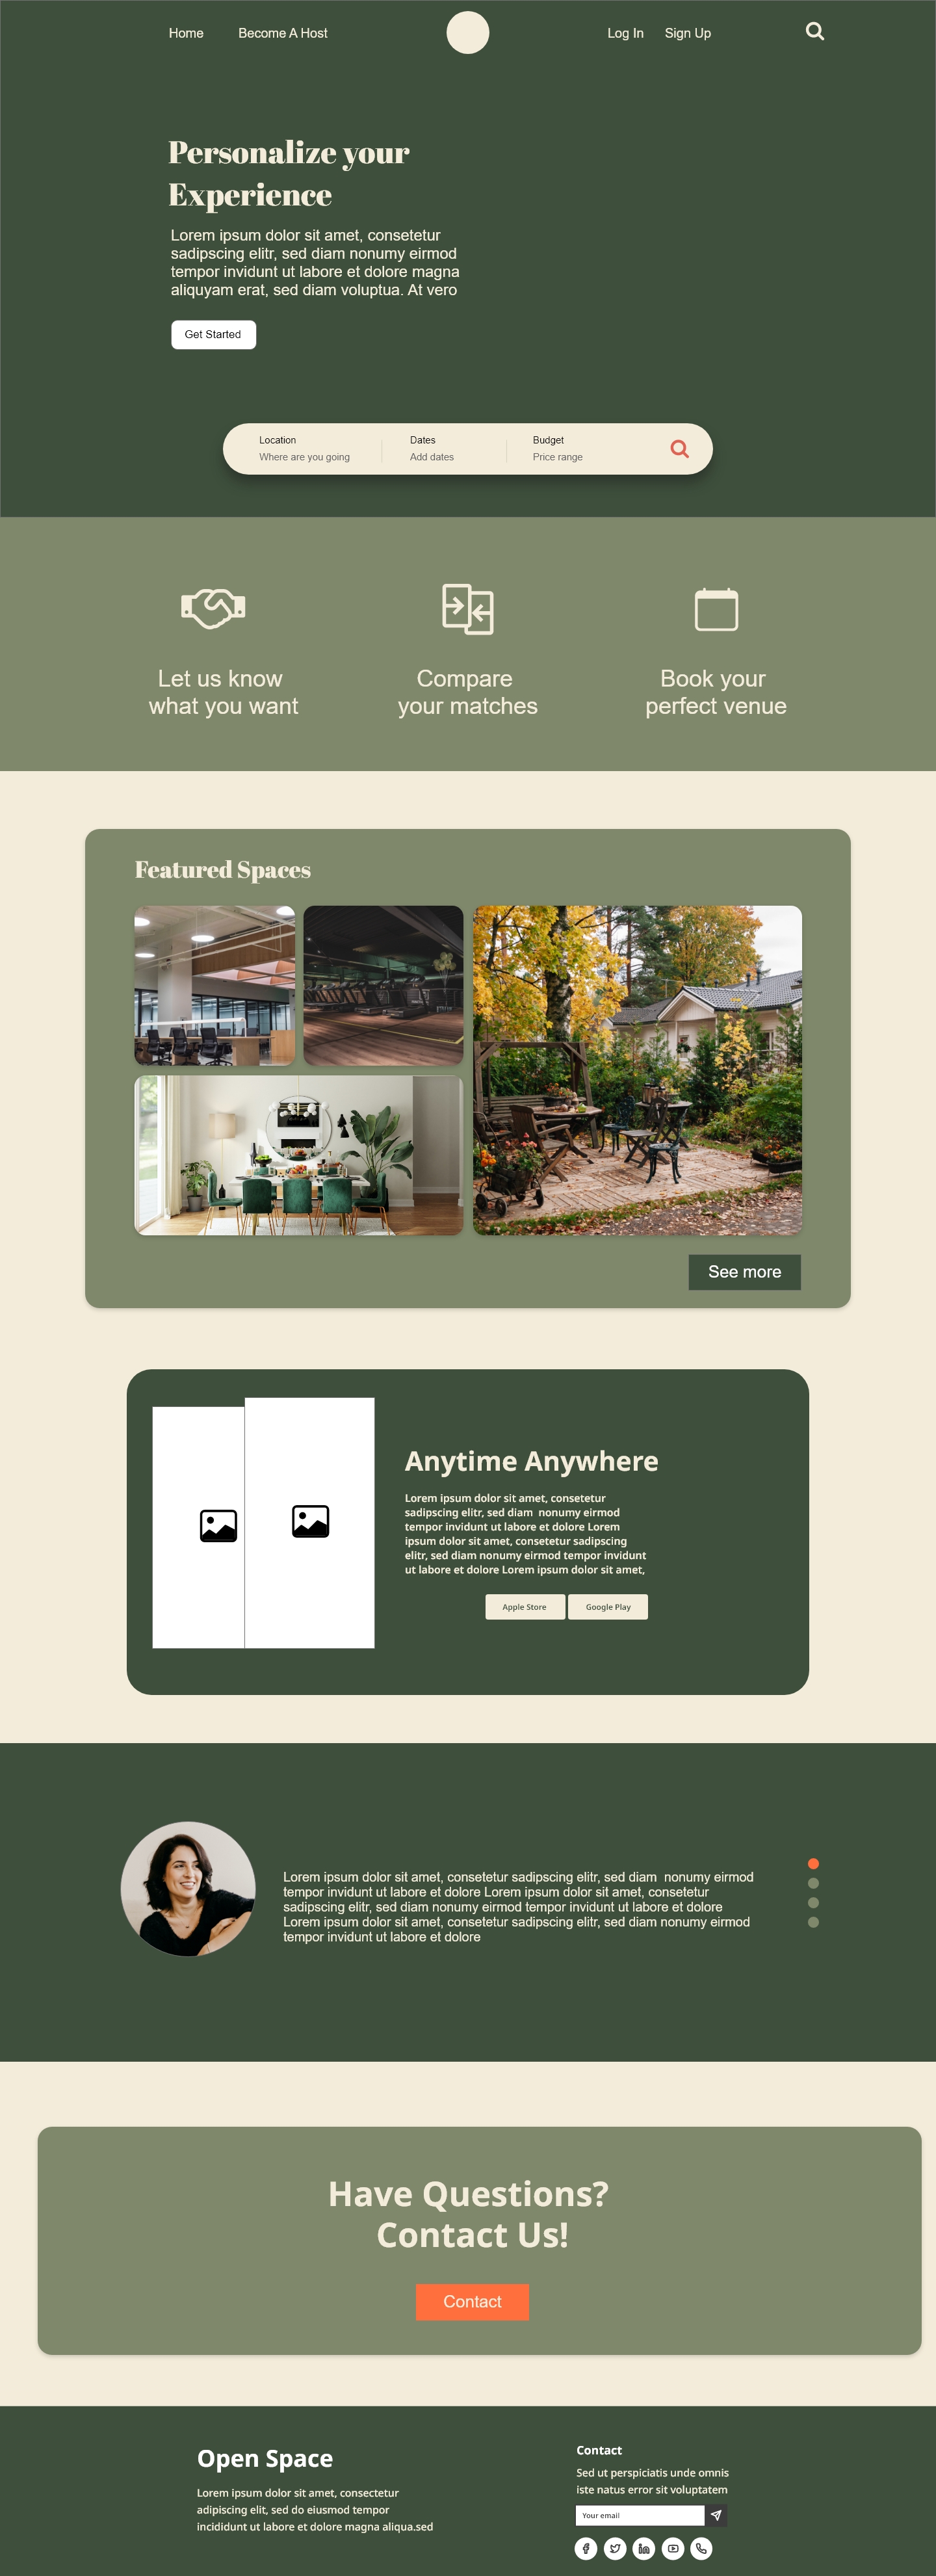 Home
Become A Host
Log In
Sign Up
Personalize your
Experience
Lorem ipsum dolor sit amet, consetetur
sadipscing elitr, sed diam nonumy eirmod
tempor invidunt ut labore et dolore magna
aliquyam erat, sed diam voluptua. At vero
Get Started
Location
Where are you going
Dates
Add dates
Budget
Price range
Let us know
what you want
Compare
your matches
Book your
perfect venue
Featured Spaces
See more
Anytime Anywhere
Lorem ipsum dolor sit amet, consetetur
sadipscing elitr, sed diam  nonumy eirmod
tempor invidunt ut labore et dolore Lorem
ipsum dolor sit amet, consetetur sadipscing
elitr, sed diam nonumy eirmod tempor invidunt
ut labore et dolore Lorem ipsum dolor sit amet,
Apple Store
Google Play
Lorem ipsum dolor sit amet, consetetur sadipscing elitr, sed diam  nonumy eirmod
tempor invidunt ut labore et dolore Lorem ipsum dolor sit amet, consetetur
sadipscing elitr, sed diam nonumy eirmod tempor invidunt ut labore et dolore
Lorem ipsum dolor sit amet, consetetur sadipscing elitr, sed diam nonumy eirmod
tempor invidunt ut labore et dolore
Have Questions?
Contact Us!
Contact
Open Space
Lorem ipsum dolor sit amet, consectetur
adipiscing elit, sed do eiusmod tempor
incididunt ut labore et dolore magna aliqua.sed
Contact
Sed ut perspiciatis unde omnis
iste natus error sit voluptatem
Your email